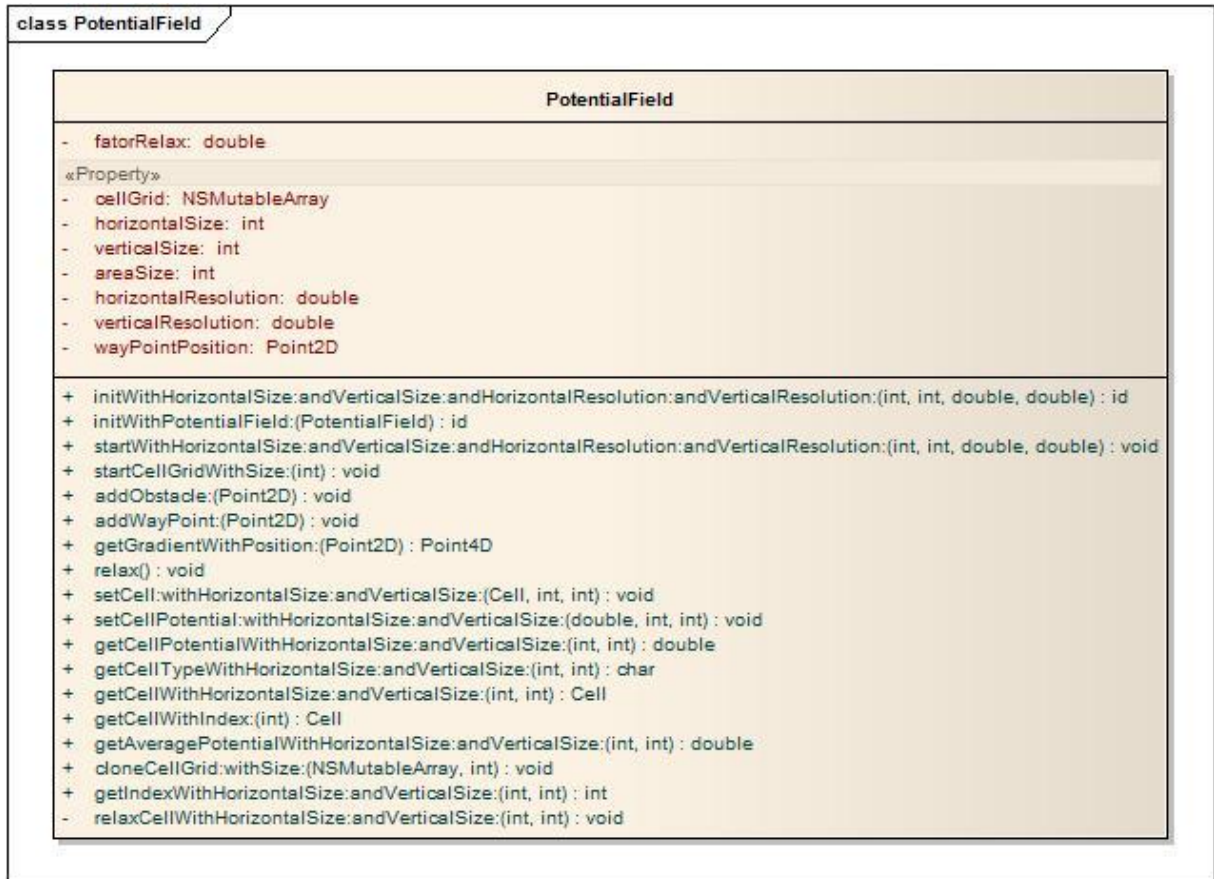 class PotentialField
PotentialField
- fatorRelax: double
«Property»
- cellGrid: NSMutableArray
- horizontalSize: int
- verticalSize: int
- areaSize: int
- horizontalResolution: double
- verticalResolution: double
- wayPointPosition: Point2D
+ initWithHorizontalSize:andVerticalSize:andHorizontalResolution:andVerticalResolution:(int, int, double, double) : id
+ initWithPotentialField:(PotentialField) : id
+ startWithHorizontalSize:andVerticalSize:andHorizontalResolution:andVerticalResolution:(int, int, double, double) : void
+ startCellGridWithSize:(int) : void
+ addObstacle:(Point2D) : void
+ addWayPoint:(Point2D) : void
+ getGradientWithPosition:(Point2D) : Point4D
+ relax() : void
+ setCell:withHorizontalSize:andVerticalSize:(Cell, int, int) : void
+ setCellPotential:withHorizontalSize:andVerticalSize:(double, int, int) : void
+ getCellPotentialWithHorizontalSize:andVerticalSize:(int, int) : double
+ getCellTypeWithHorizontalSize:andVerticalSize:(int, int) : char
+ getCellWithHorizontalSize:andVerticalSize:(int, int) : Cell
+ getCellWithIndex:(int) : Cell
+ getAveragePotentialWithHorizontalSize:andVerticalSize:(int, int) : double
+ cloneCellGrid:withSize:(NSMutableArray, int) : void
+ getIndexWithHorizontalSize:andVerticalSize:(int, int) : int
- relaxCellWithHorizontalSize:andVerticalSize:(int, int) : void